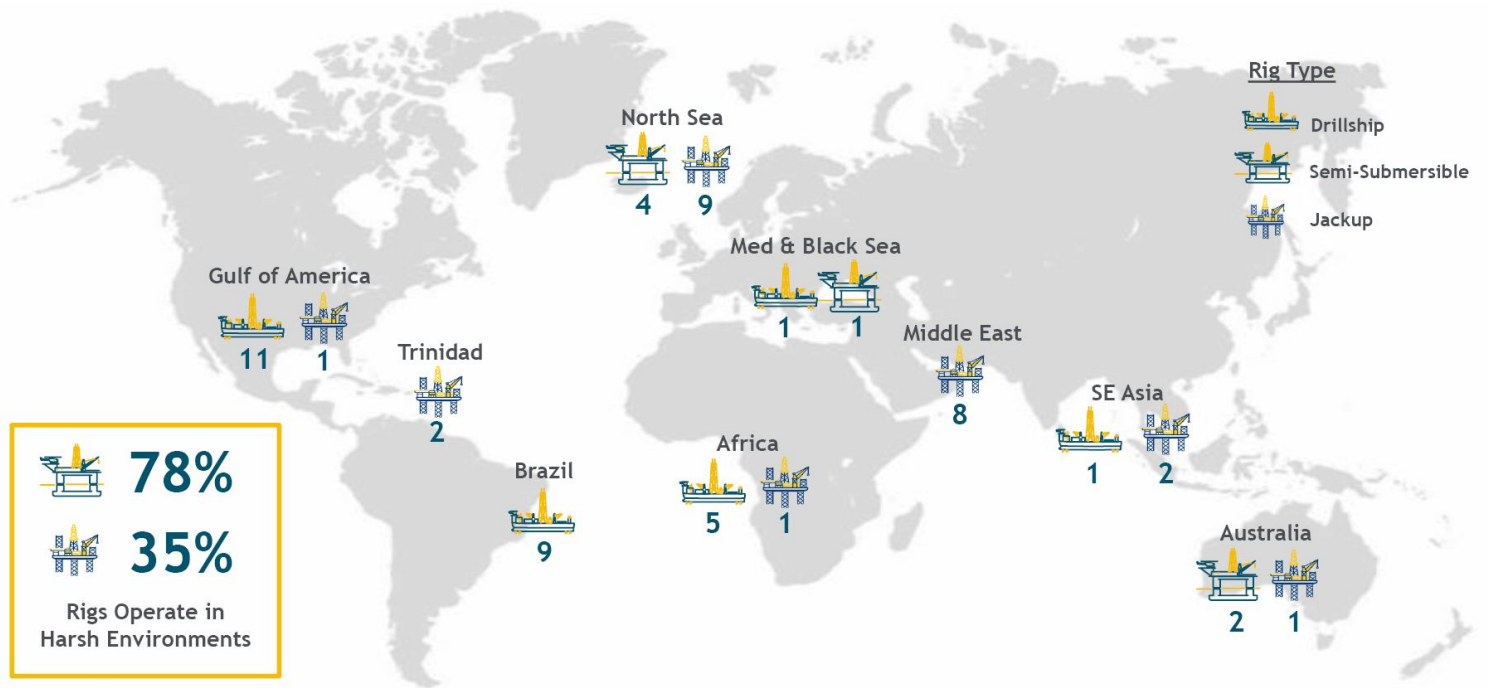 Rig Type
Drillship
Semi-Submersible
Jackup
North Sea
4 9
Med & Black Sea
1 1
Gulf of America
11 1
Trinidad
2
Middle East
8
SE Asia
1 2
Africa
5 1
Brazil
9
Australia
2 1
78%
35%
Rigs Operate in
Harsh Environments